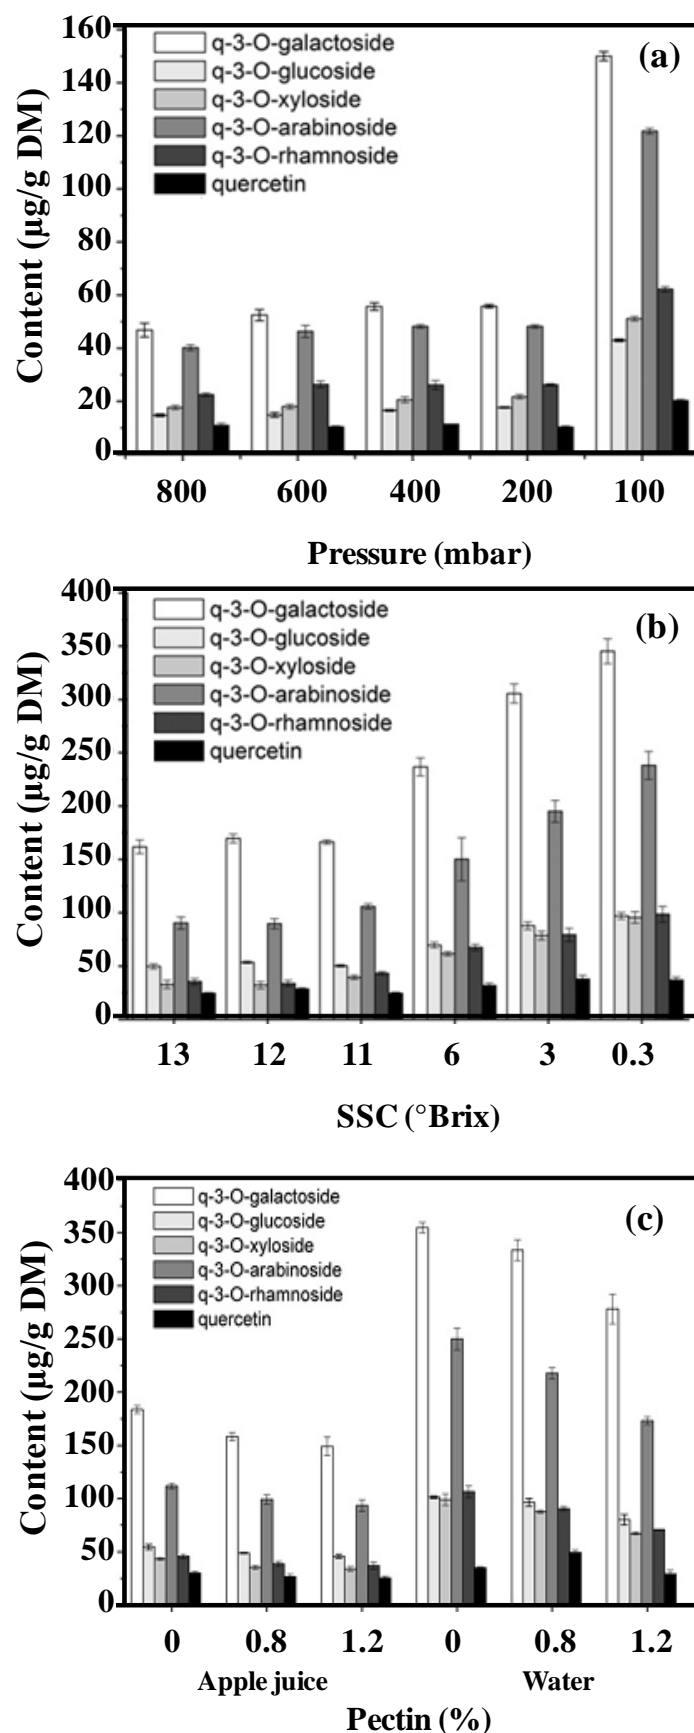 (a)
q-3-O-galactoside
q-3-O-glucoside
q-3-O-xyloside
q-3-O-arabinoside
q-3-O-rhamnoside
quercetin
Content (µg/g DM)
160
140
120
100
80
60
40
20
0
800 600 400 200 100
Pressure (mbar)
(b)
q-3-O-galactoside
q-3-O-glucoside
q-3-O-xyloside
q-3-O-arabinoside
q-3-O-rhamnoside
quercetin
Content (µg/g DM)
400
350
300
250
200
150
100
50
0
13 12 11 6 3 0.3
SSC (°Brix)
(c)
q-3-O-galactoside
q-3-O-glucoside
q-3-O-xyloside
q-3-O-arabinoside
q-3-O-rhamnoside
quercetin
Content (µg/g DM)
400
350
300
250
200
150
100
50
0
0 0.8 1.2 0 0.8 1.2
Apple juice Water
Pectin (%)